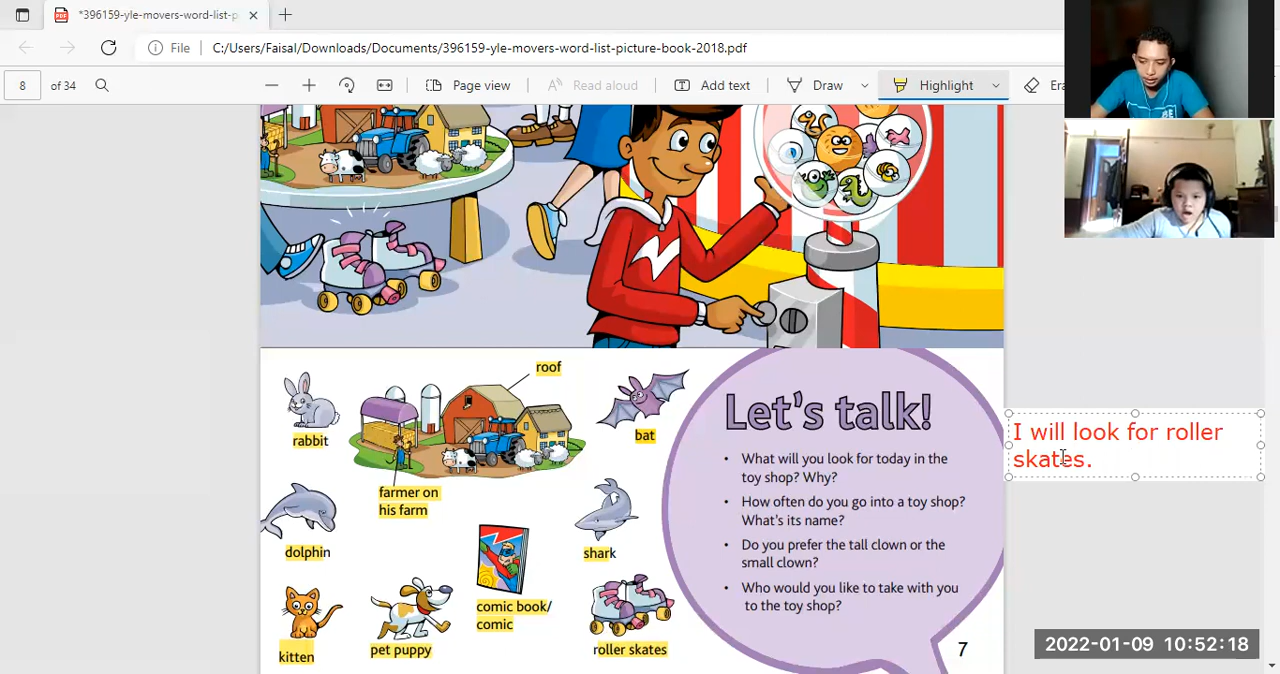 *396159-yle-movers-word-list-p
File
C:/Users/Faisal/Downloads/Documents/396159-yle-movers-word-list-picture-book-2018.pdf
8
of 34
Page view
Read aloud
Add text
Draw
Highlight
Era
roof
rabbit
bat
farmer on
his farm
dolphin
shark
comic book/
comic
kitten
pet puppy
roller skates
Let's talk!
• What will you look for today in the
toy shop? Why?
• How often do you go into a toy shop?
What's its name?
• Do you prefer the tall clown or the
small clown?
• Who would you like to take with you
to the toy shop?
7
I will look for roller
skates.
2022-01-09 10:52:18